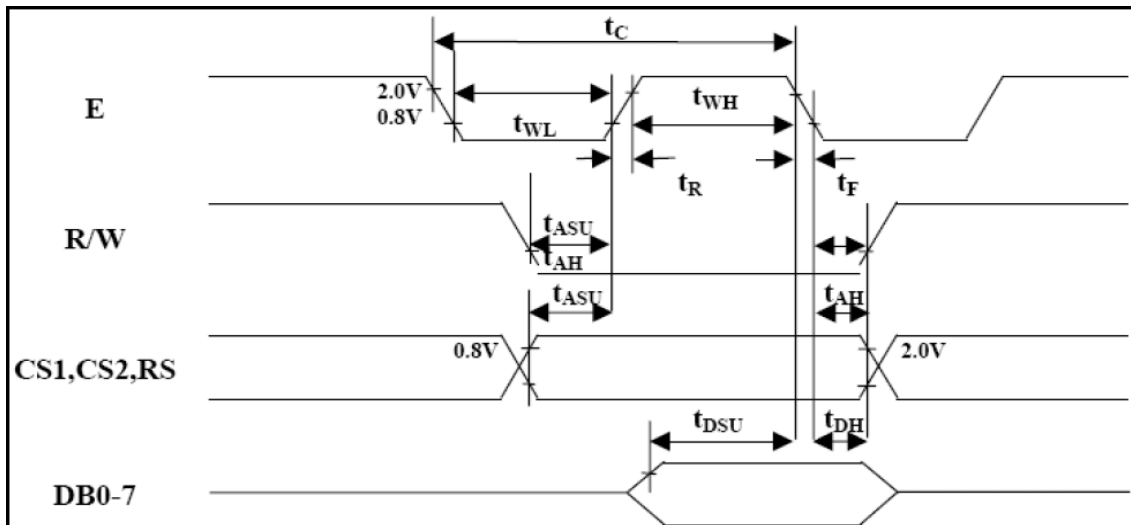 tC
E
2.0V
0.8V
tWL
tWH
tR
tF
R/W
tASU
tAH
tASU
tAH
CS1,CS2,RS
0.8V
2.0V
tDSU
tDH
DB0-7